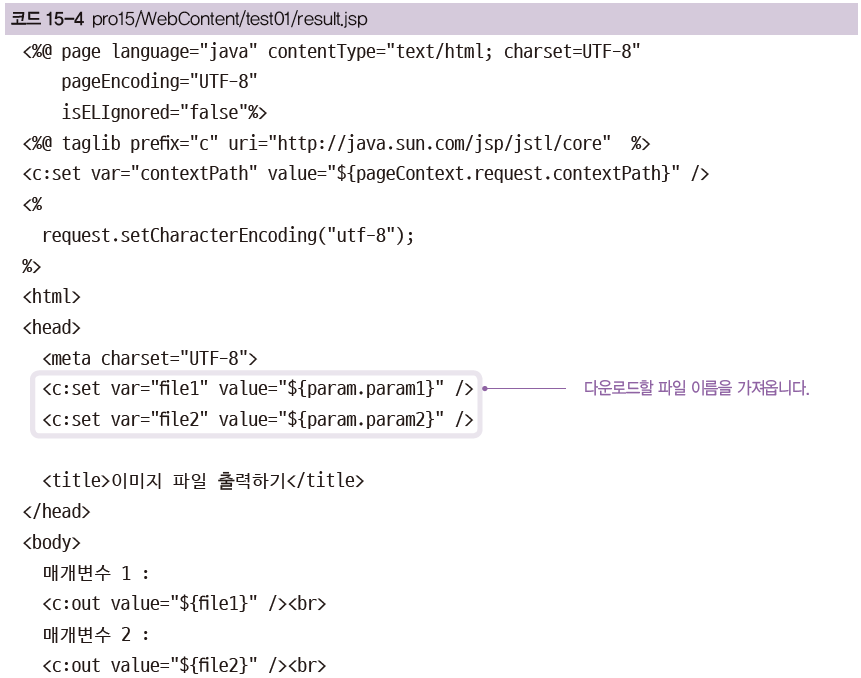 코드 15-4 pro15/WebContent/test01/result.jsp
<%@ page language="java" contentType="text/html; charset=UTF-8"
    pageEncoding="UTF-8"
    isELIgnored="false"%>
<%@ taglib prefix="c" uri="http://java.sun.com/jsp/jstl/core"  %>
<c:set var="contextPath" value="${pageContext.request.contextPath}" />
<%
  request.setCharacterEncoding("utf-8");
%>
<html>
<head>
  <meta charset="UTF-8">
  <c:set var="file1" value="${param.param1}" /> 다운로드할 파일 이름을 가져옵니다.
  <c:set var="file2" value="${param.param2}" />
  <title>이미지 파일 출력하기</title>
</head>
<body>
  매개변수 1 :
  <c:out value="${file1}" /><br>
  매개변수 2 :
  <c:out value="${file2}" /><br>